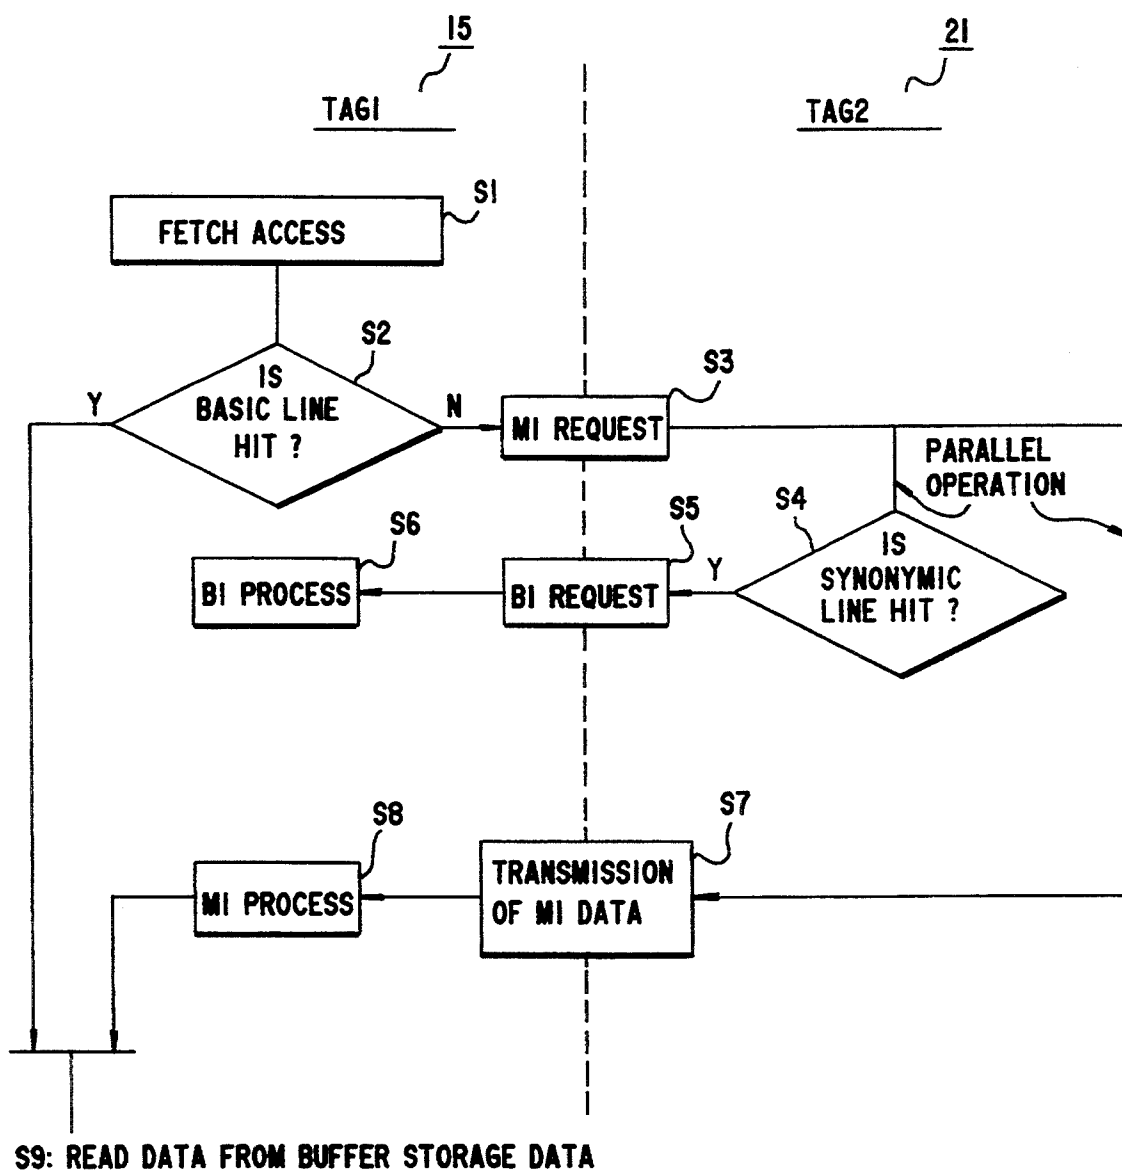 15
21
TAG1
TAG2
S1
FETCH ACCESS
S2
IS
BASIC LINE
HIT ?
Y
N
S3
MI REQUEST
PARALLEL
OPERATION
S4
IS
SYNONYMIC
LINE HIT ?
Y
S5
BI REQUEST
S6
BI PROCESS
S7
TRANSMISSION
OF MI DATA
S8
MI PROCESS
S9: READ DATA FROM BUFFER STORAGE DATA